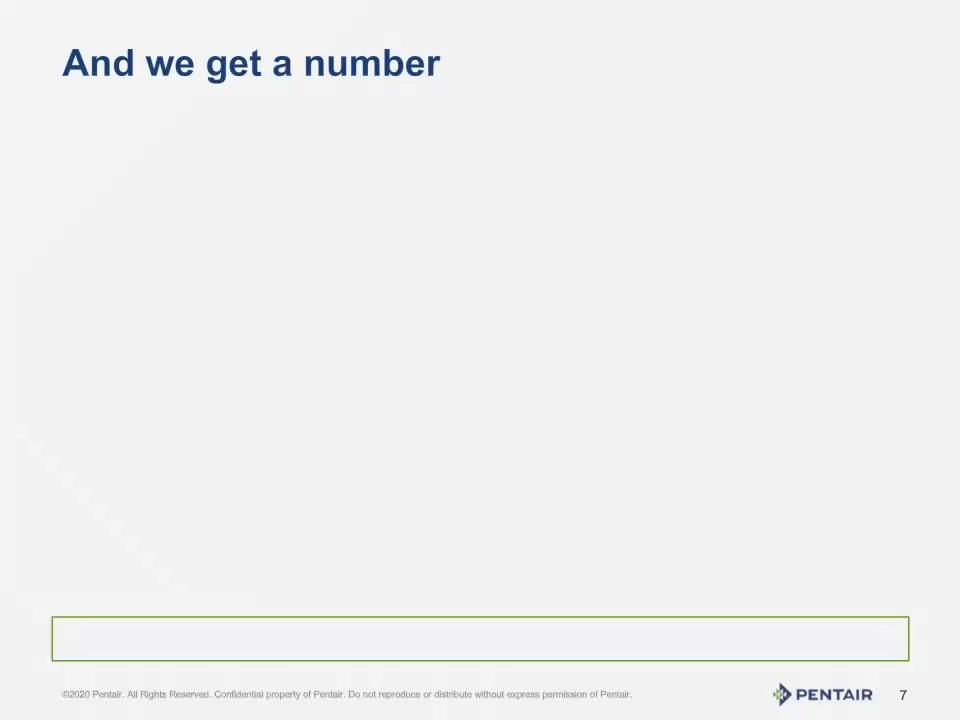 And we get a number
©2020 Pentair. All Rights Reserved. Confidential property of Pentair. Do not reproduce or distribute without express permission of Pentair.
PENTAIR
7